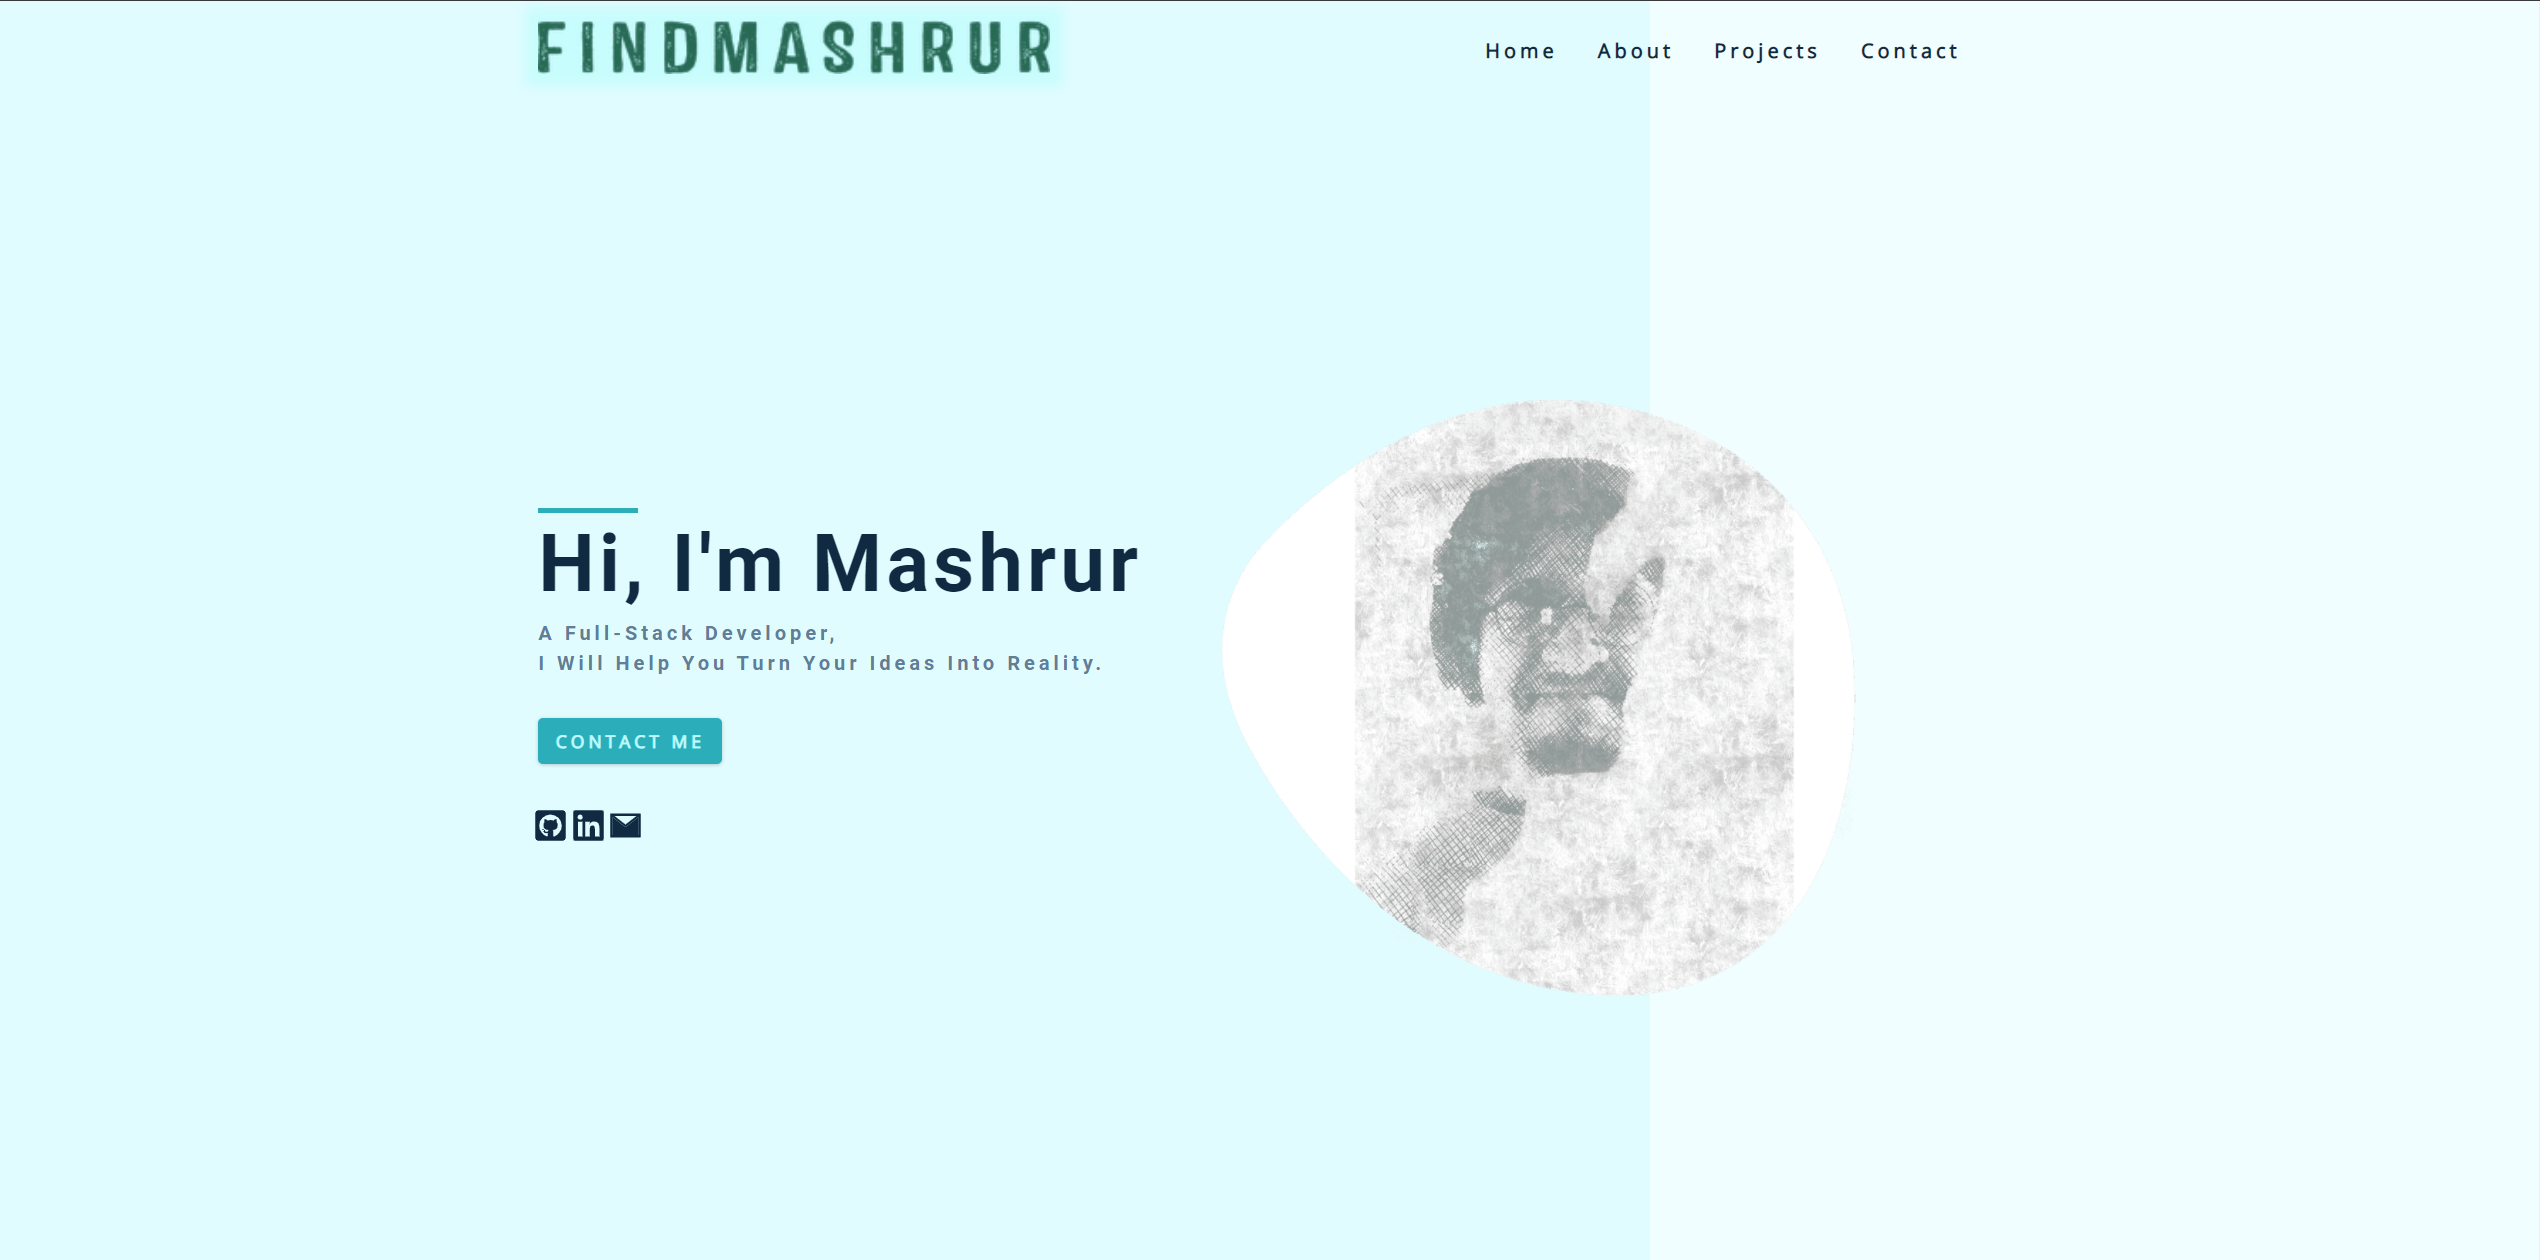 FINDMASHRUR
Home About Projects Contact
Hi, I'm Mashrur
A Full-Stack Developer,
I Will Help You Turn Your Ideas Into Reality.
CONTACT ME
in